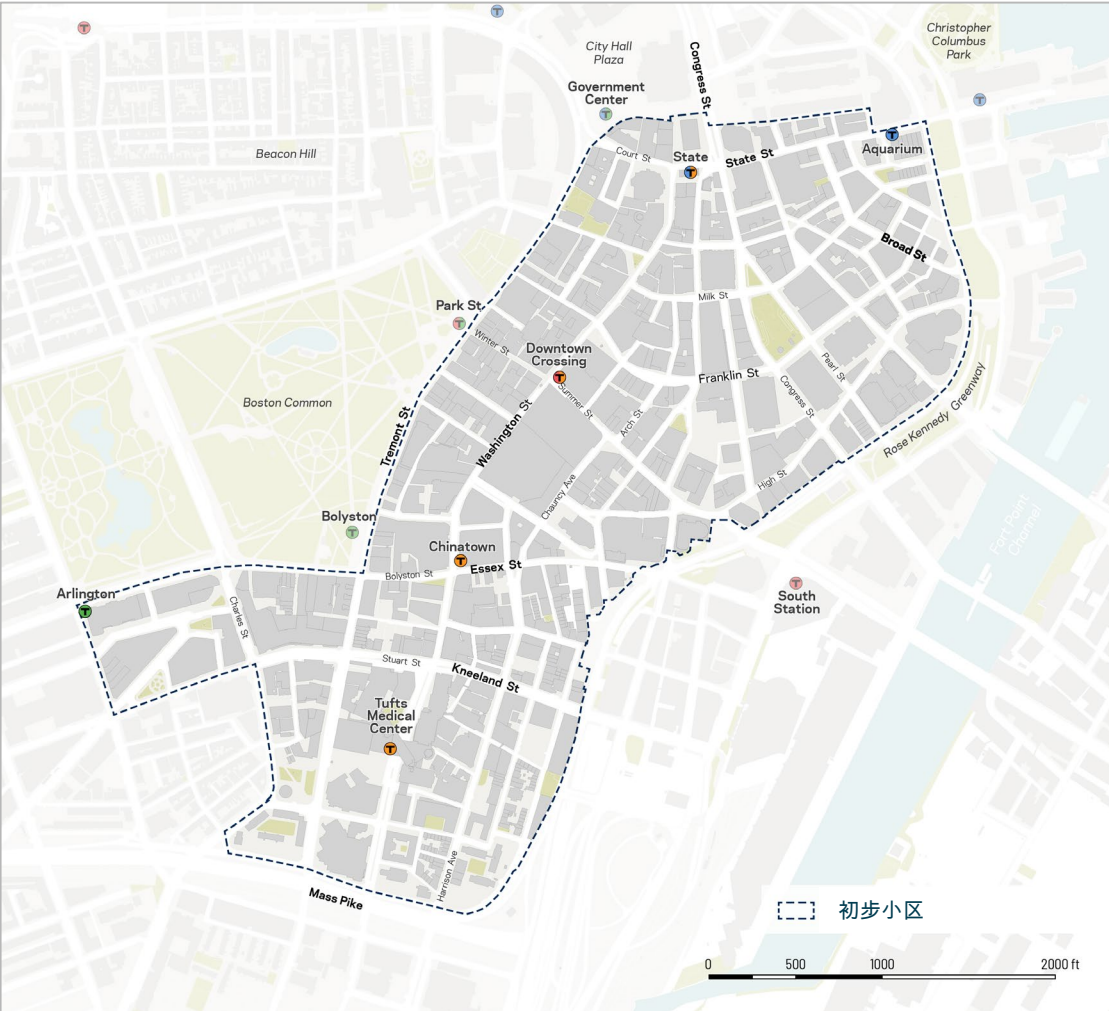 Christopher
Columbus
Park
City Hall
Plaza
Congress St
Government
Center
Beacon Hill
Court St
State
State St
Aquarium
Broad St
Park St
Milk St
Winter St
Downtown
Crossing
Franklin St
Pearl St
Summer St
Congress St
Boston Common
Tremont St
Washington St
Arch St
Rose Kennedy Greenway
High St
Chauncy Ave
Bolyston
Fort Point
Channel
Chinatown
Essex St
Bolyston St
Arlington
South
Station
Charles St
Stuart St
Kneeland St
Tufts
Medical
Center
Harrison Ave
Mass Pike
初步小区
0 500 1000 2000 ft